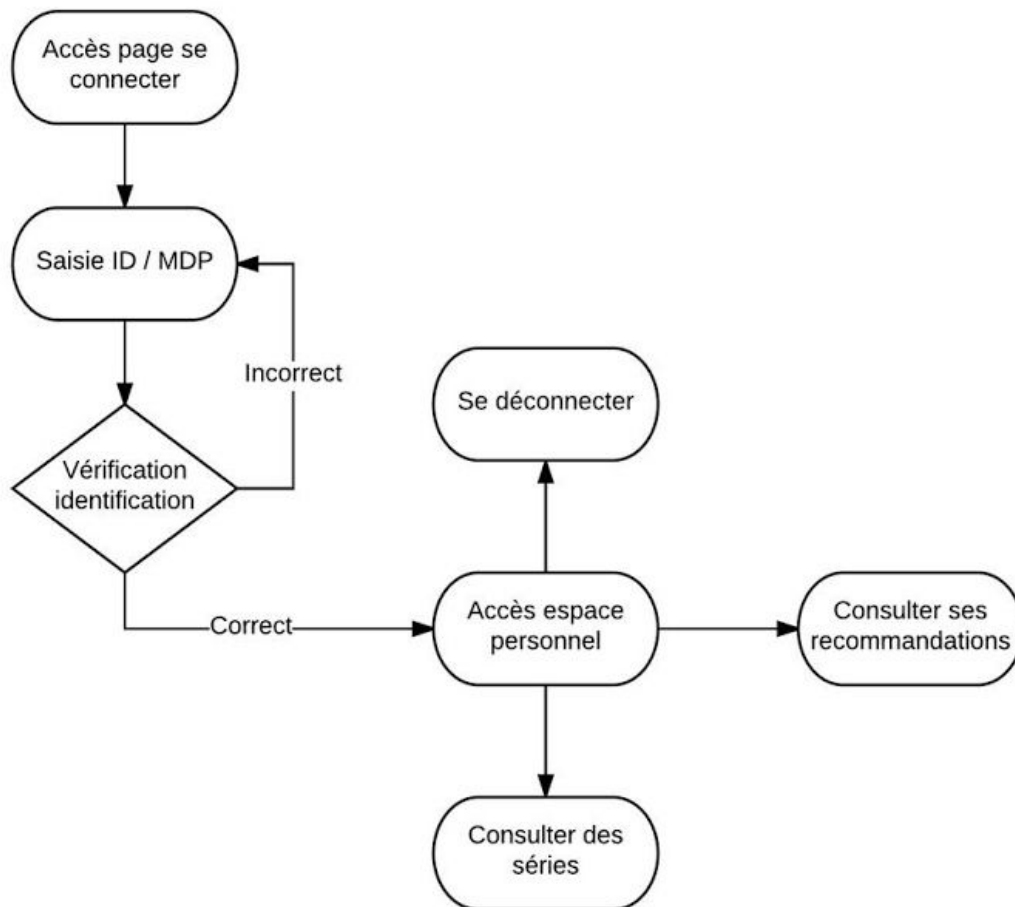 Accès page se
connecter
Saisie ID / MDP
Incorrect
Vérification
identification
Correct
Se déconnecter
Accès espace
personnel
Consulter ses
recommandations
Consulter des
séries